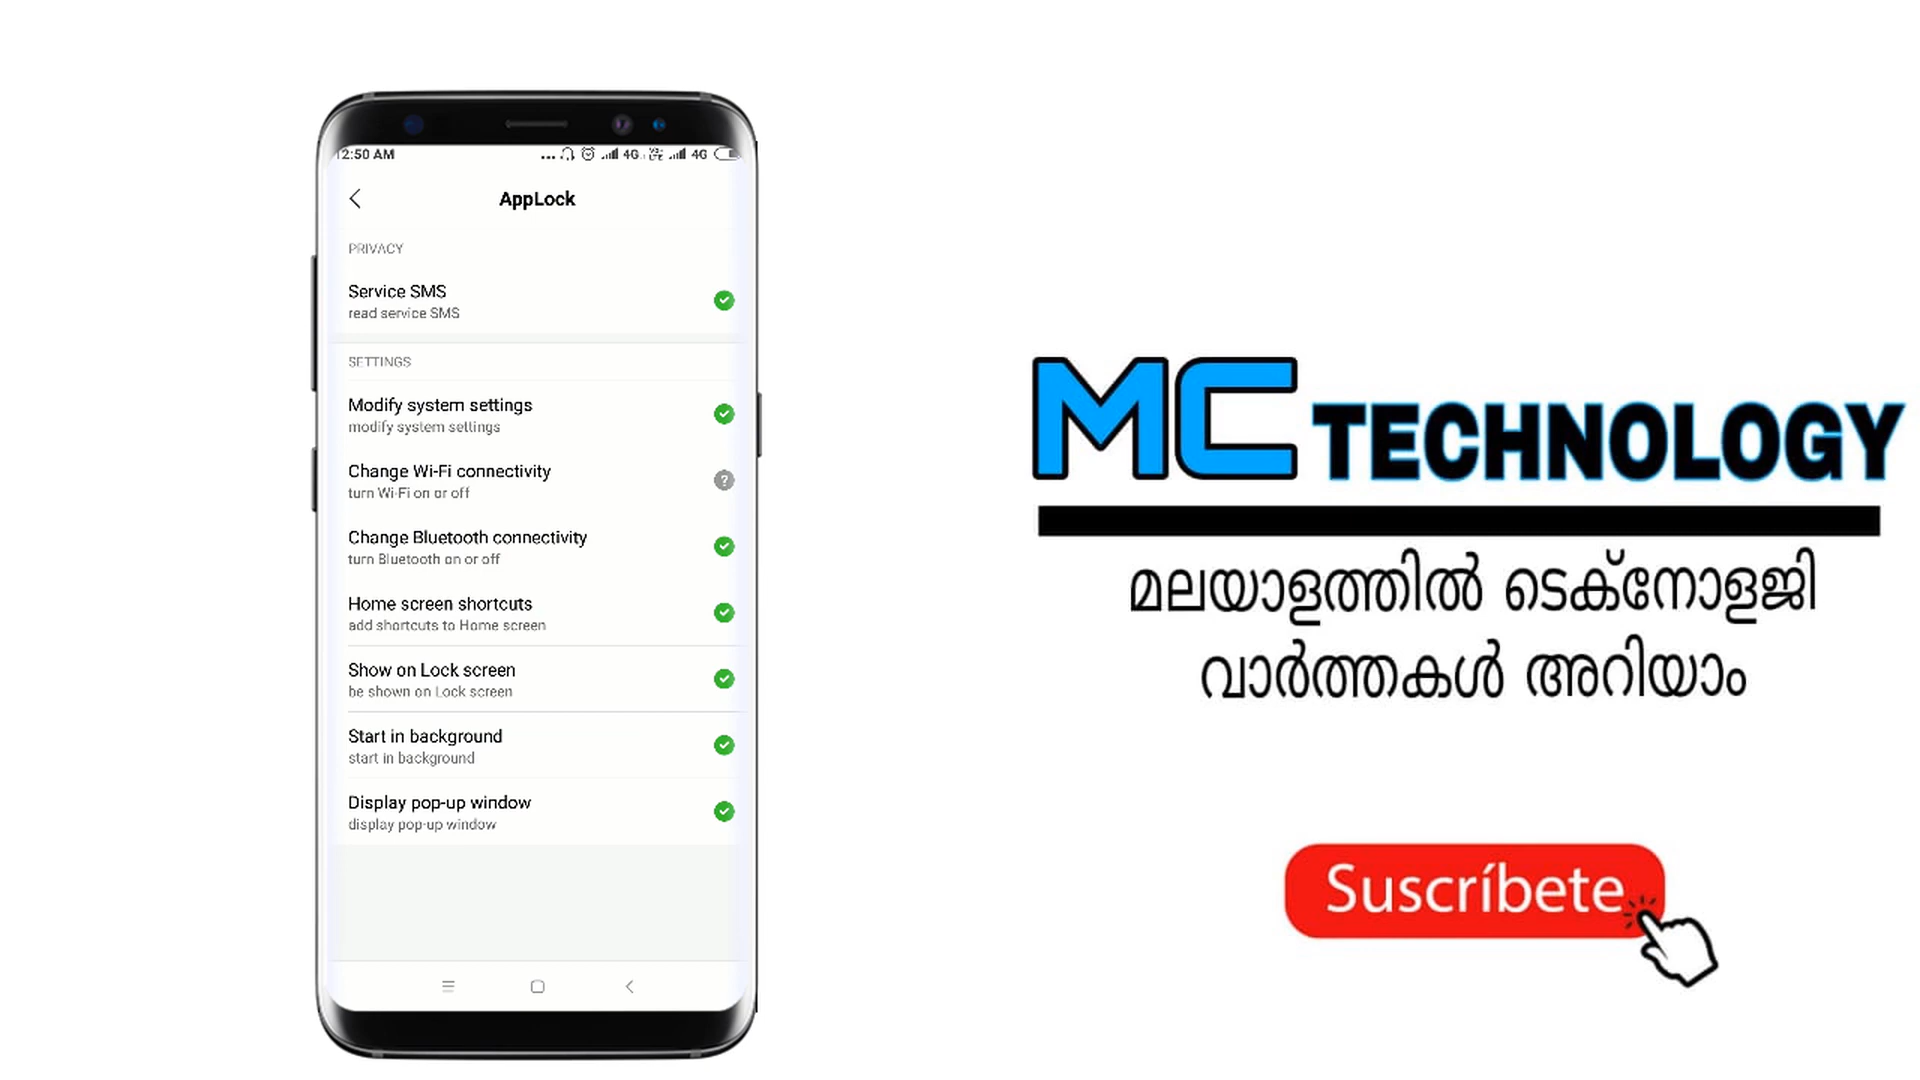 12:50 AM
4G VoLTE 4G
AppLock
PRIVACY
Service SMS
read service SMS
SETTINGS
Modify system settings
modify system settings
Change Wi-Fi connectivity
turn Wi-Fi on or off
?
Change Bluetooth connectivity
turn Bluetooth on or off
Home screen shortcuts
add shortcuts to Home screen
Show on Lock screen
be shown on Lock screen
Start in background
start in background
Display pop-up window
display pop-up window
MC TECHNOLOGY
മലയാളത്തിൽ ടെക്നോളജി
വാർത്തകൾ അറിയാം
Suscríbete